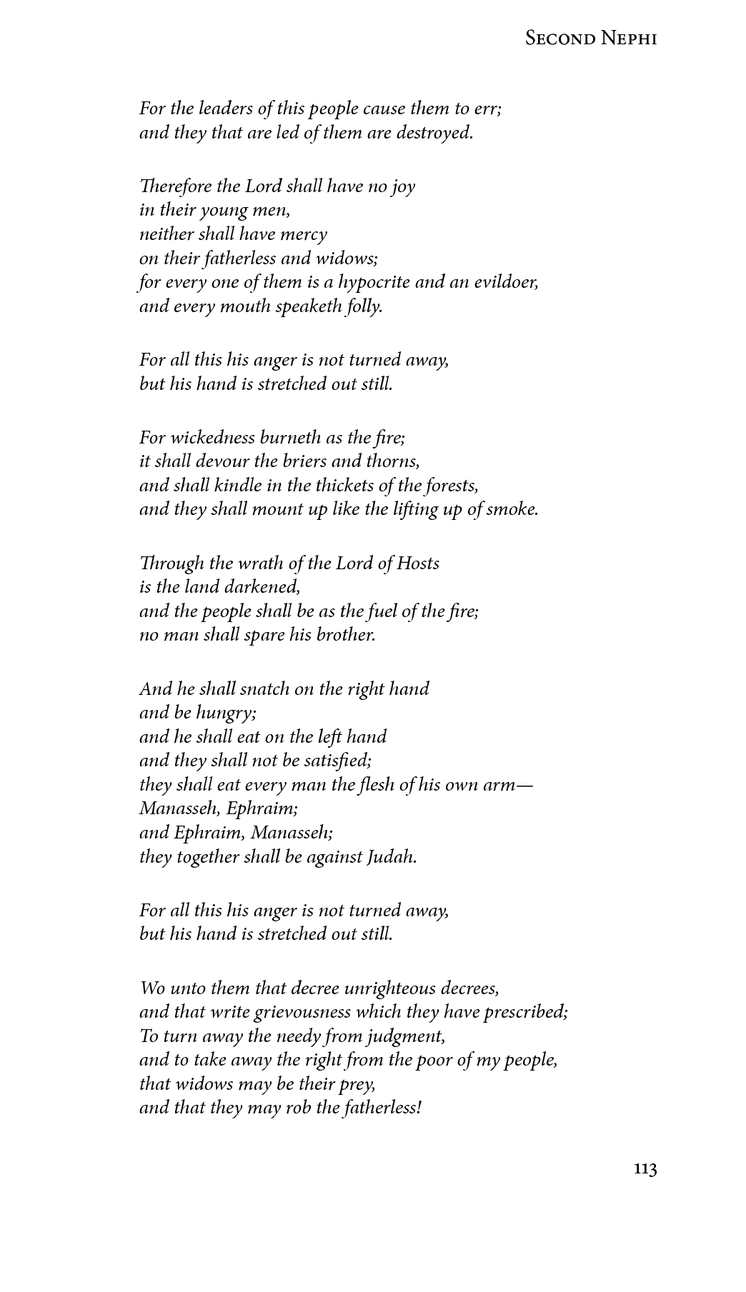 Second Nephi
For the leaders of this people cause them to err;
and they that are led of them are destroyed.
Therefore the Lord shall have no joy
in their young men,
neither shall have mercy
on their fatherless and widows;
for every one of them is a hypocrite and an evildoer,
and every mouth speaketh folly.
For all this his anger is not turned away,
but his hand is stretched out still.
For wickedness burneth as the fire;
it shall devour the briers and thorns,
and shall kindle in the thickets of the forests,
and they shall mount up like the lifting up of smoke.
Through the wrath of the Lord of Hosts
is the land darkened,
and the people shall be as the fuel of the fire;
no man shall spare his brother.
And he shall snatch on the right hand
and be hungry;
and he shall eat on the left hand
and they shall not be satisfied;
they shall eat every man the flesh of his own arm—
Manasseh, Ephraim;
and Ephraim, Manasseh;
they together shall be against Judah.
For all this his anger is not turned away,
but his hand is stretched out still.
Wo unto them that decree unrighteous decrees,
and that write grievousness which they have prescribed;
To turn away the needy from judgment,
and to take away the right from the poor of my people,
that widows may be their prey,
and that they may rob the fatherless!
113